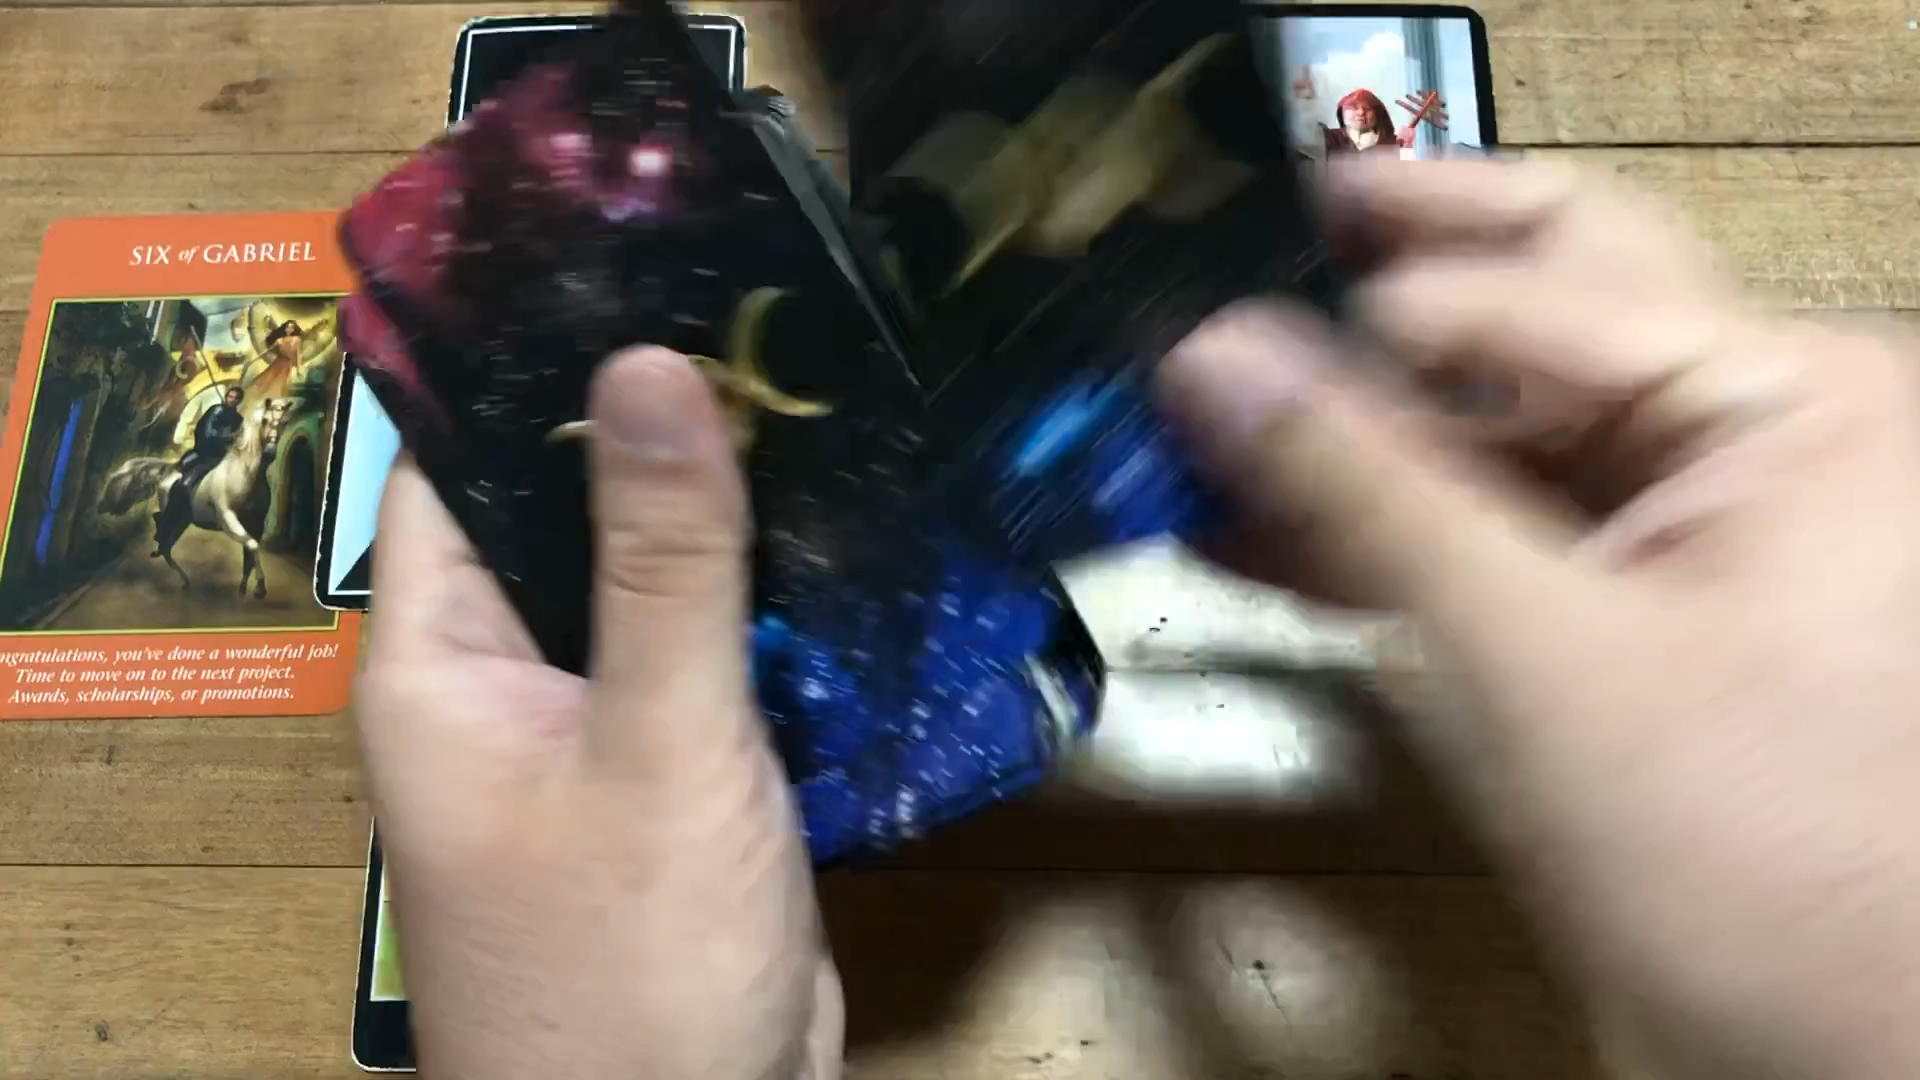 SIX of GABRIEL
ngratulations, you've done a wonderful job!
Time to move on to the next project.
Awards, scholarships, or promotions.